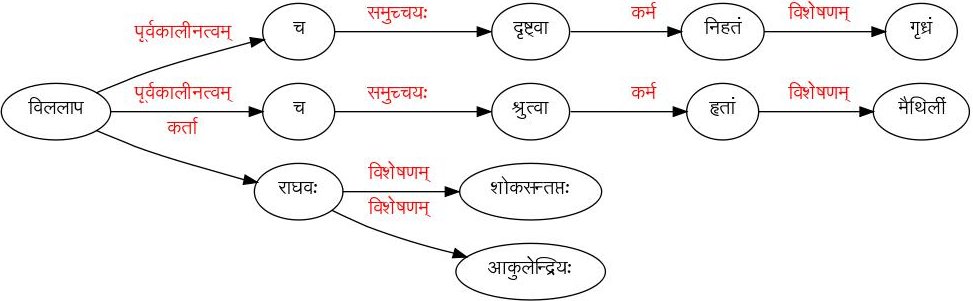 पूर्वकालीनत्वम् च समुच्चयः दृष्ट्वा कर्म निहतं विशेषणम् गृध्रं
विललाप पूर्वकालीनत्वम् च समुच्चयः श्रुत्वा कर्म हृतां विशेषणम् मैथिलीं
कर्ता राघवः विशेषणम् शोकसन्तप्तः
विशेषणम् आकुलेन्द्रियः